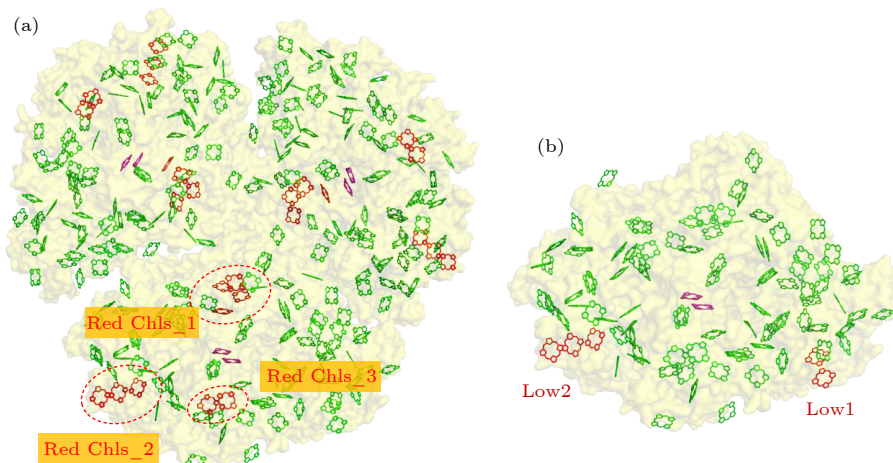 (a)
(b)
Red Chls_1
Red Chls_3
Low2
Low1
Red Chls_2